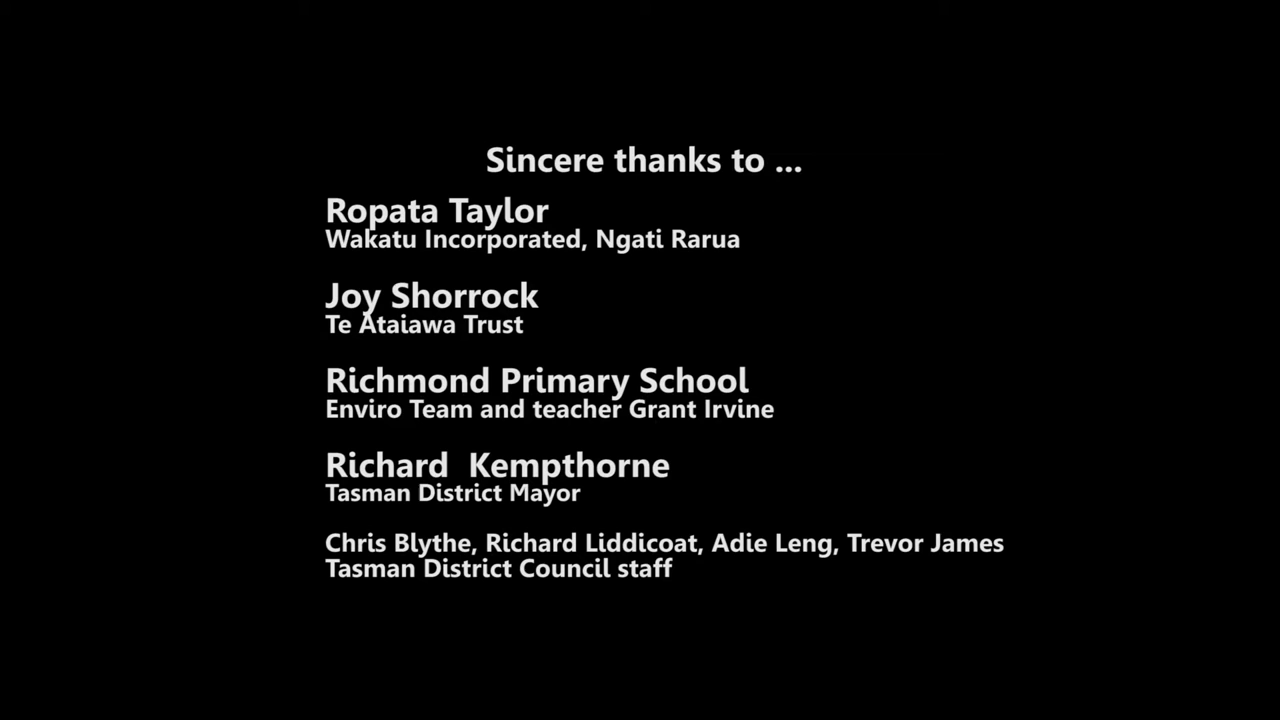 Sincere thanks to ...
Ropata Taylor
Wakatu Incorporated, Ngati Rarua
Joy Shorrock
Te Ataiawa Trust
Richmond Primary School
Enviro Team and teacher Grant Irvine
Richard  Kempthorne
Tasman District Mayor
Chris Blythe, Richard Liddicoat, Adie Leng, Trevor James
Tasman District Council staff